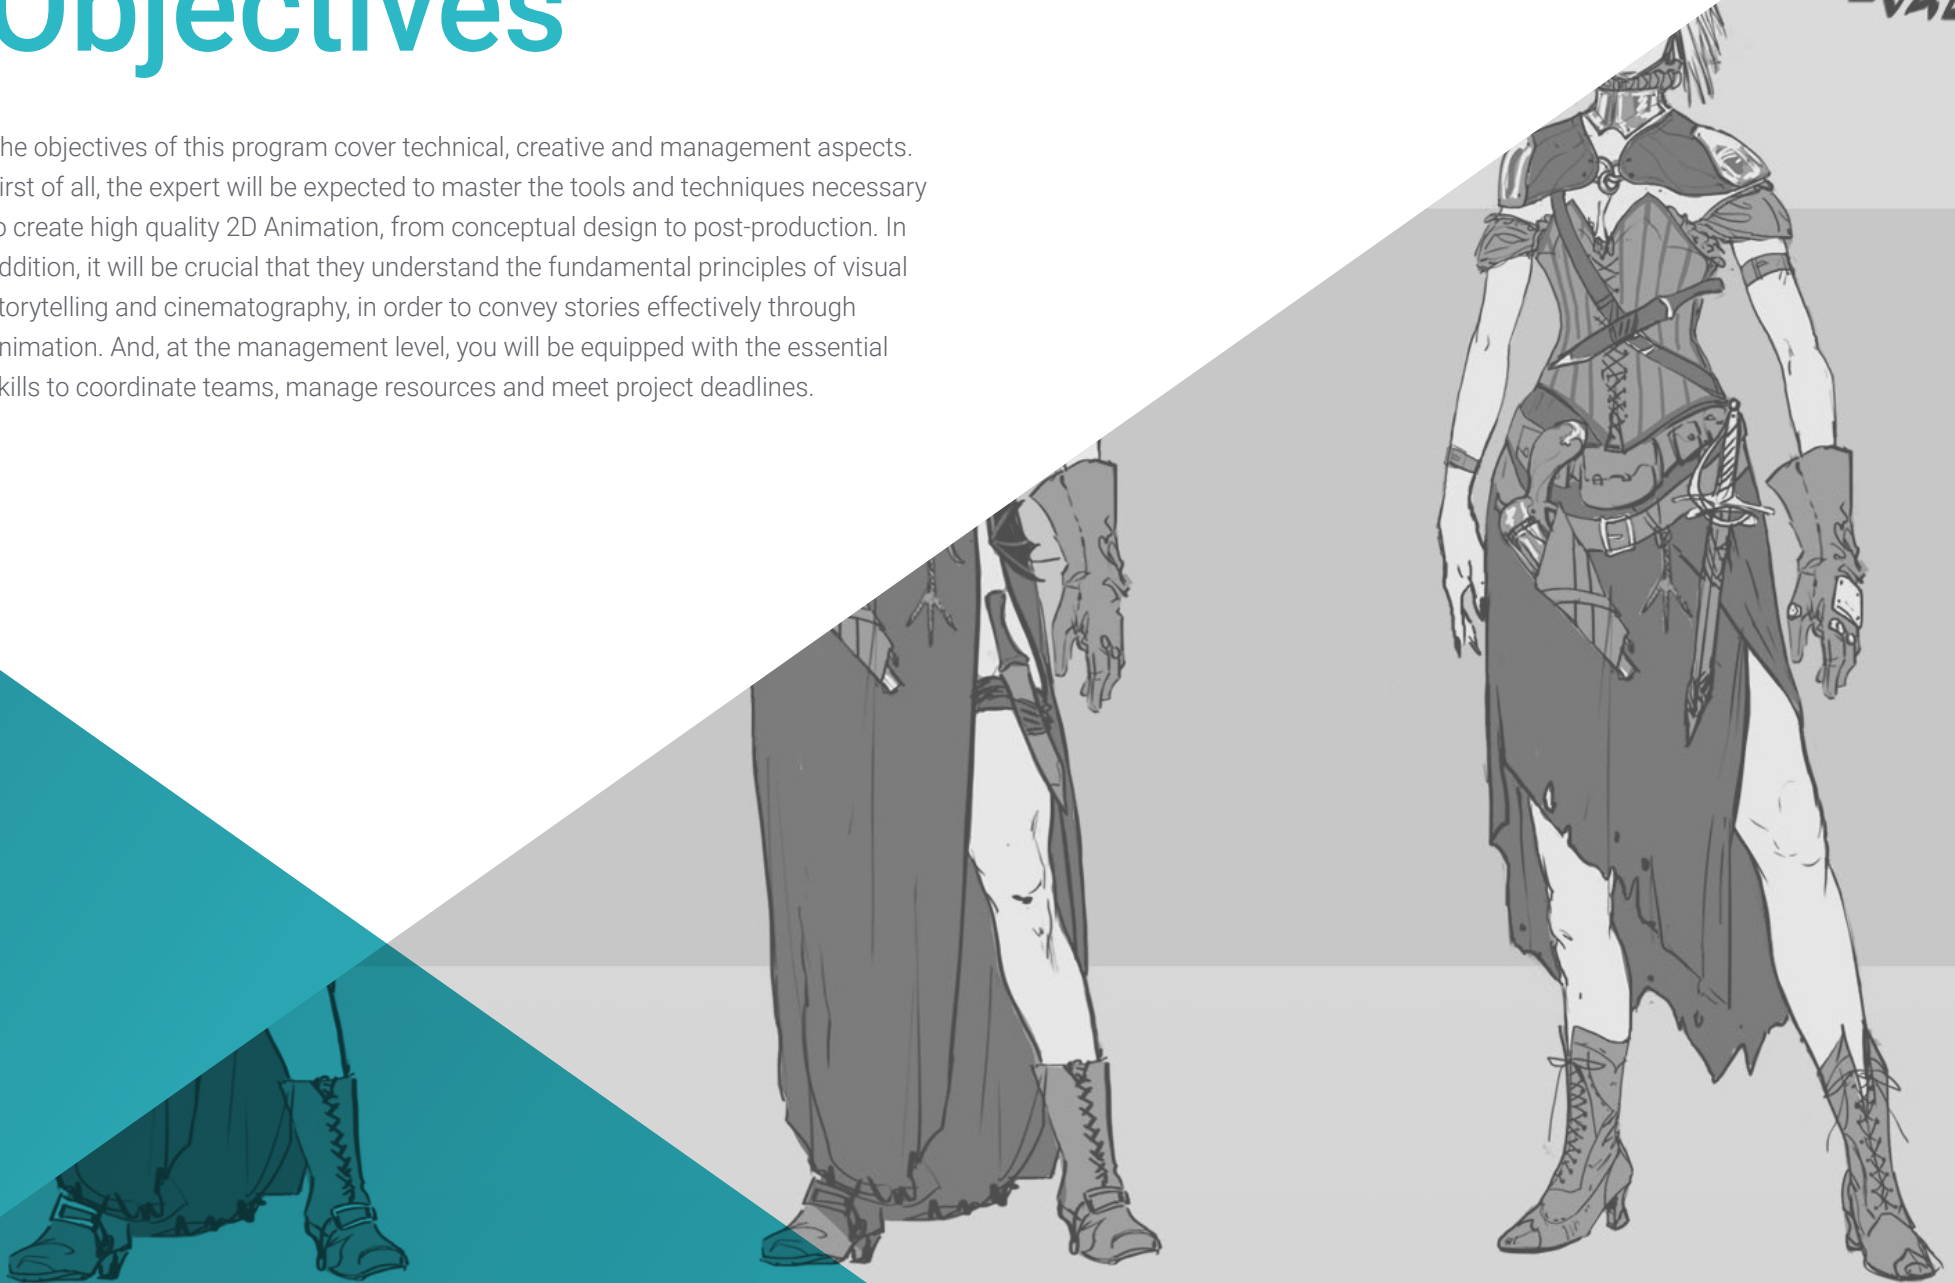 Objectives
he objectives of this program cover technical, creative and management aspects.
irst of all, the expert will be expected to master the tools and techniques necessary
o create high quality 2D Animation, from conceptual design to post-production. In
ddition, it will be crucial that they understand the fundamental principles of visual
torytelling and cinematography, in order to convey stories effectively through
nimation. And, at the management level, you will be equipped with the essential
kills to coordinate teams, manage resources and meet project deadlines.